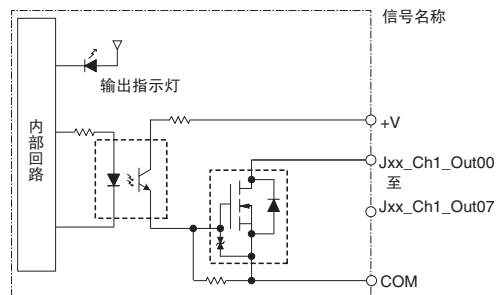 信号名称
输出指示灯
内部回路
+V
Jxx_Ch1_Out00
至
Jxx_Ch1_Out07
COM